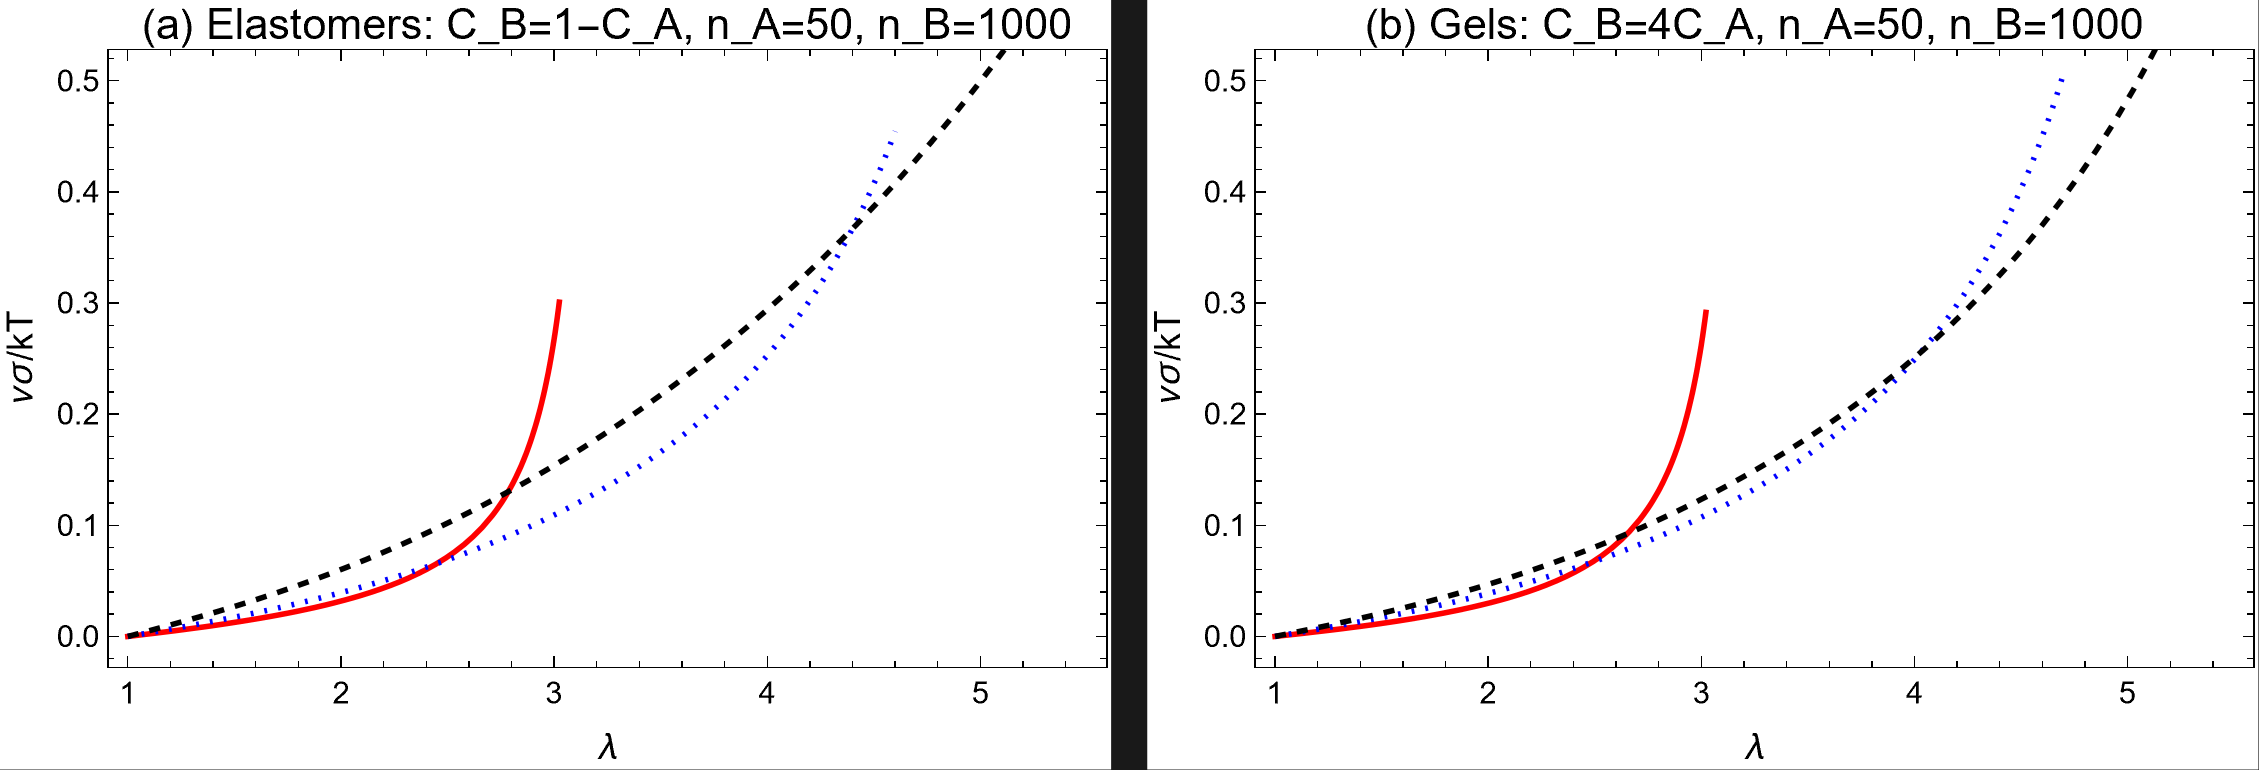 (a) Elastomers: C_B=1−C_A, n_A=50, n_B=1000
0.5
0.4
0.3
0.2
0.1
0.0
vσ/kT
1 2 3 4 5
λ
(b) Gels: C_B=4C_A, n_A=50, n_B=1000
0.5
0.4
0.3
0.2
0.1
0.0
vσ/kT
1 2 3 4 5
λ